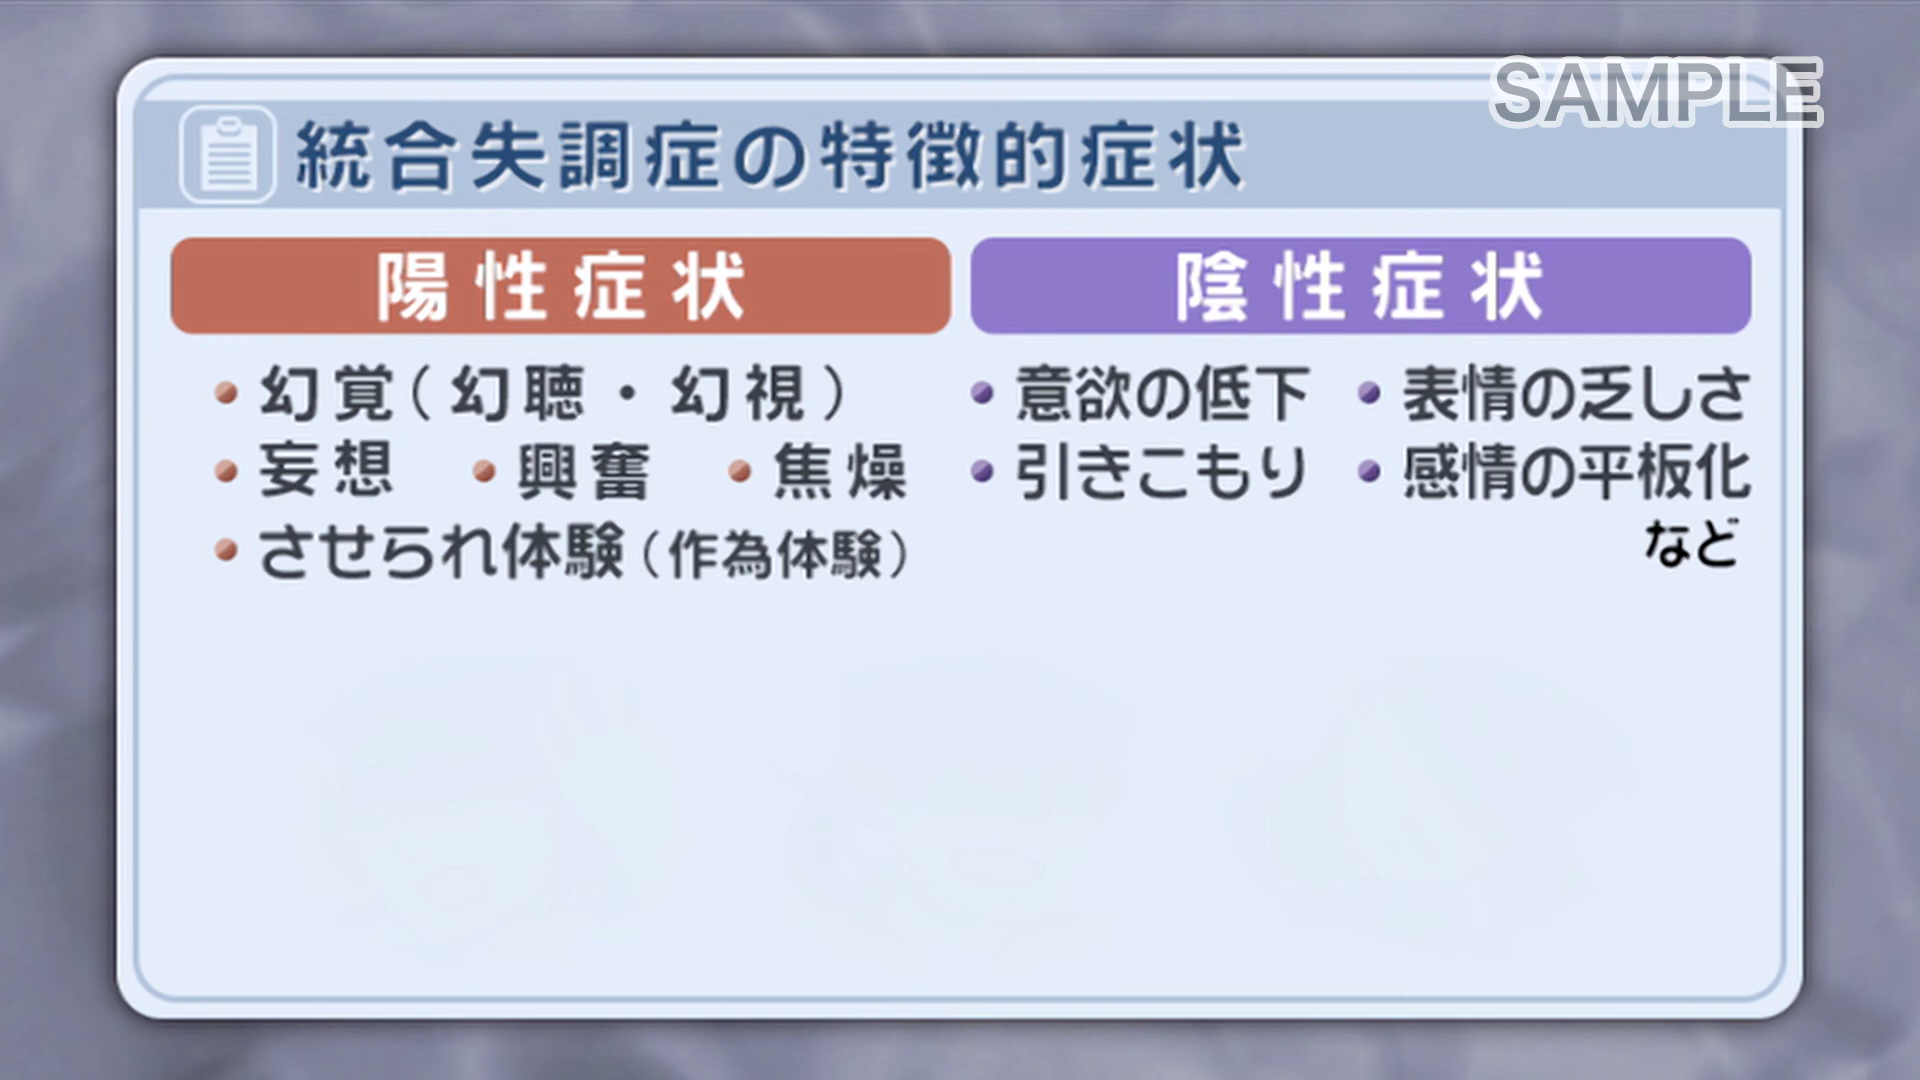 SAMPLE
統合失調症の特徴的症状
陽性症状
・幻覚(幻聴・幻視)
・妄想 ・興奮 ・焦燥
・させられ体験(作為体験)
陰性症状
・意欲の低下 ・表情の乏しさ
・引きこもり ・感情の平板化
など